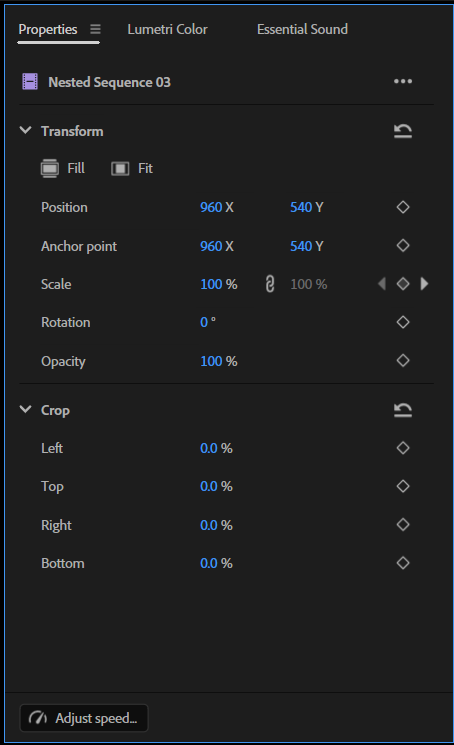 Properties Lumetri Color Essential Sound
Nested Sequence 03
Transform
Fill Fit
Position 960 X 540 Y
Anchor point 960 X 540 Y
Scale 100 % 100 %
Rotation 0 °
Opacity 100 %
Crop
Left 0.0 %
Top 0.0 %
Right 0.0 %
Bottom 0.0 %
Adjust speed...